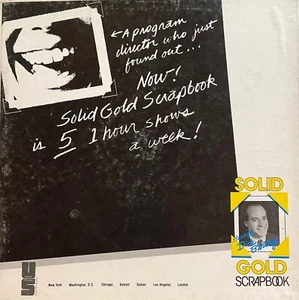 ← A program
director who just
found out...
Now!
Solid Gold Scrapbook
is 5 1 hour shows
a week!
SOLID
GOLD
SCRAPBOOK
US
New York Washington, D.C. Chicago Detroit Dallas Los Angeles London